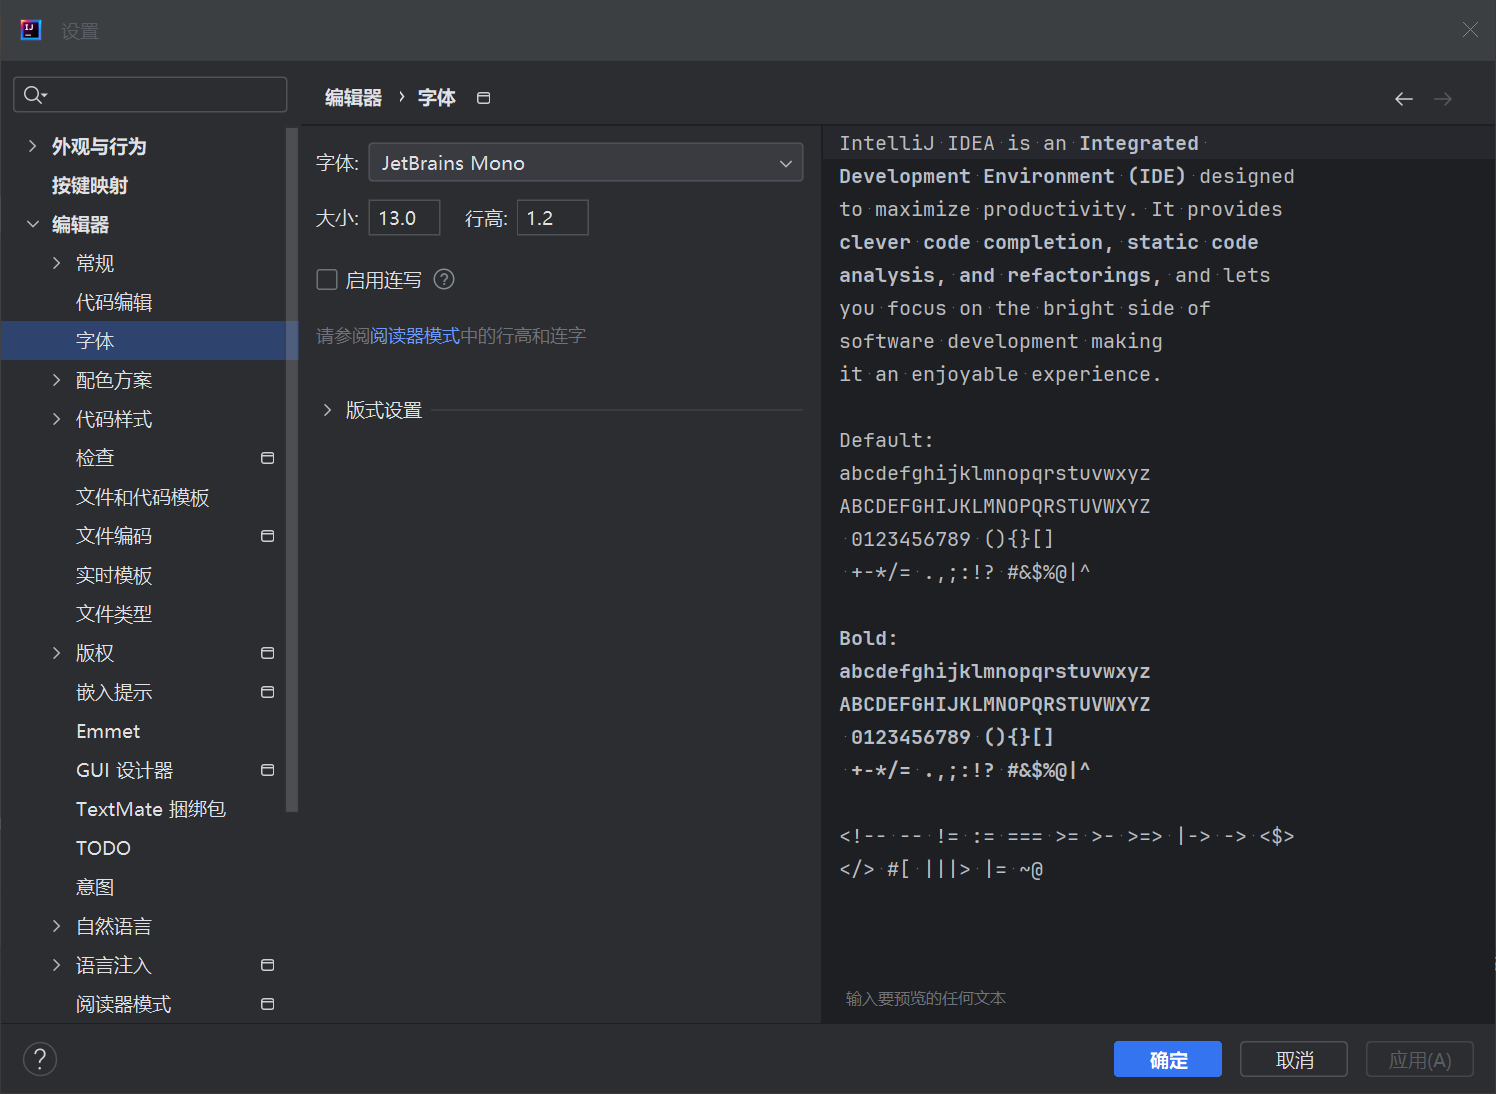 设置
编辑器 › 字体
外观与行为
按键映射
编辑器
常规
代码编辑
字体
配色方案
代码样式
检查
文件和代码模板
文件编码
实时模板
文件类型
版权
嵌入提示
Emmet
GUI 设计器
TextMate 捆绑包
TODO
意图
自然语言
语言注入
阅读器模式
字体: JetBrains Mono
大小: 13.0 行高: 1.2
启用连写 ?
请参阅阅读器模式中的行高和连字
版式设置
IntelliJ IDEA is an Integrated
Development Environment (IDE) designed
to maximize productivity. It provides
clever code completion, static code
analysis, and refactorings, and lets
you focus on the bright side of
software development making
it an enjoyable experience.
Default:
abcdefghijklmnopqrstuvwxyz
ABCDEFGHIJKLMNOPQRSTUVWXYZ
0123456789 (){}[]
+-*/= .,;:!? #&$%@|^
Bold:
abcdefghijklmnopqrstuvwxyz
ABCDEFGHIJKLMNOPQRSTUVWXYZ
0123456789 (){}[]
+-*/= .,;:!? #&$%@|^
<!-- -- != := === >= >- >=> |-> -> <$>
</> #[ |||> |= ~@
输入要预览的任何文本
? 确定 取消 应用(A)